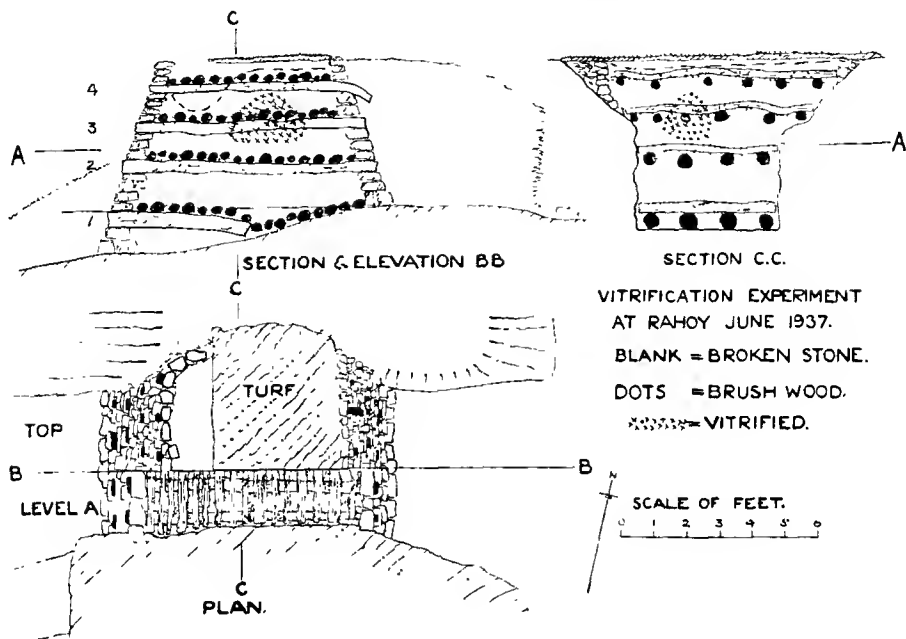 C
4
3
A
2
1
A
SECTION & ELEVATION BB
SECTION C.C.
C
VITRIFICATION EXPERIMENT
AT RAHOY JUNE 1937.
BLANK = BROKEN STONE.
DOTS = BRUSH WOOD.
= VITRIFIED.
TURF
TOP
B
B
LEVEL A
N
SCALE OF FEET.
0 1 2 3 4 5 6
C
PLAN.